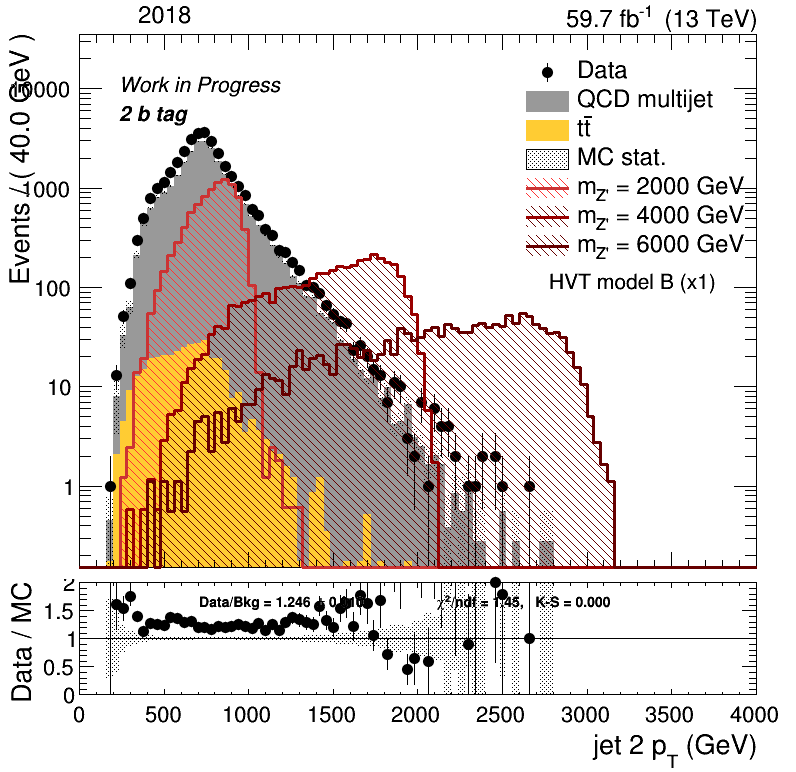 2018
59.7 fb⁻¹ (13 TeV)
Events / ( 40.0 GeV )
Work in Progress
2 b tag
Data
QCD multijet
tt̄
MC stat.
m_Z' = 2000 GeV
m_Z' = 4000 GeV
m_Z' = 6000 GeV
HVT model B (x1)
1000
100
10
1
Data / MC
2
1.5
1
0.5
0
Data/Bkg = 1.246
χ²/ndf = 1.45, K-S = 0.000
0 500 1000 1500 2000 2500 3000 3500 4000
jet 2 p_T (GeV)